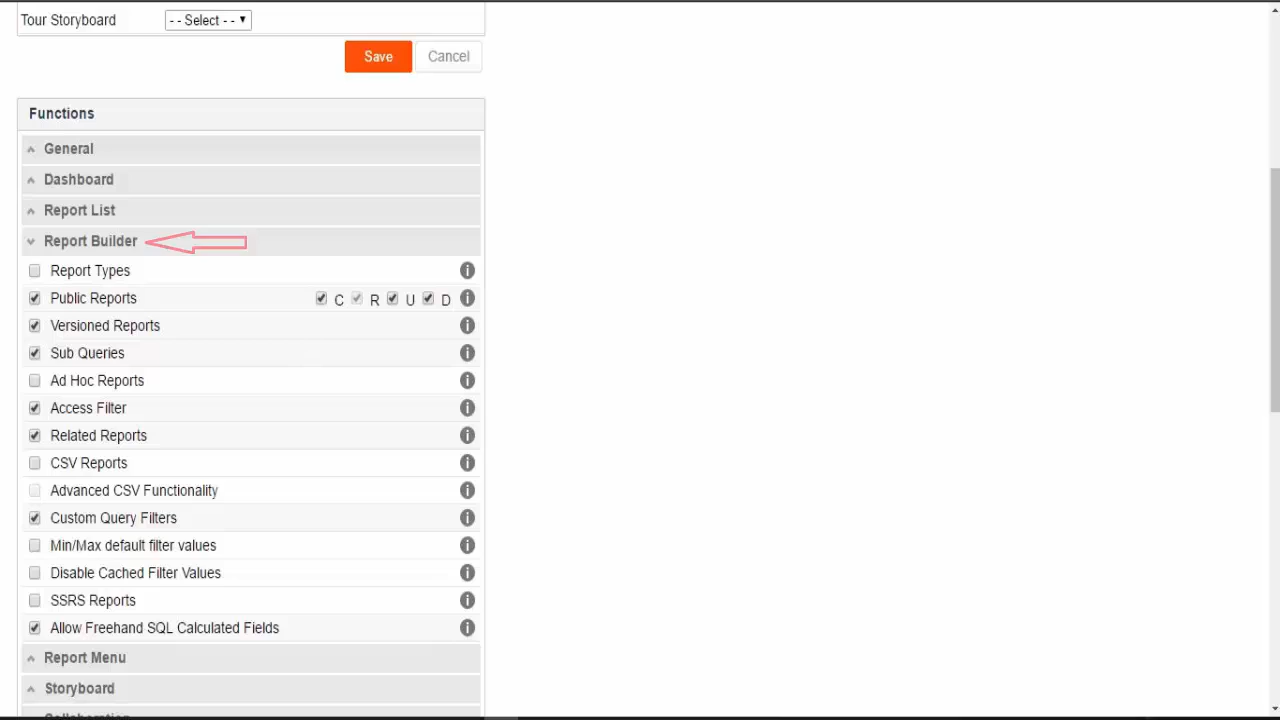 Tour Storyboard -- Select --
Save Cancel
Functions
General
Dashboard
Report List
Report Builder
Report Types
Public Reports C R U D
Versioned Reports
Sub Queries
Ad Hoc Reports
Access Filter
Related Reports
CSV Reports
Advanced CSV Functionality
Custom Query Filters
Min/Max default filter values
Disable Cached Filter Values
SSRS Reports
Allow Freehand SQL Calculated Fields
Report Menu
Storyboard